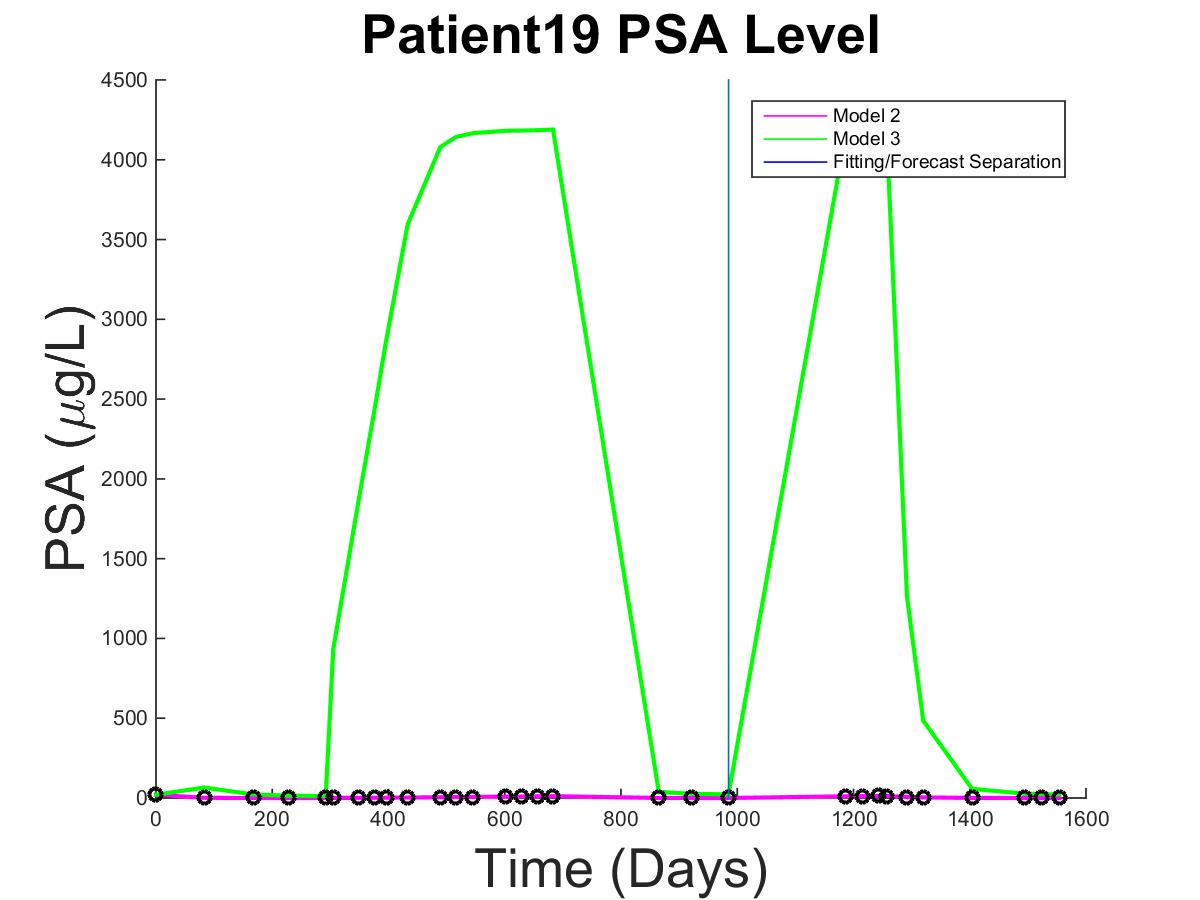 Patient19 PSA Level
4500
4000
3500
3000
2500
2000
1500
1000
500
0
PSA (μg/L)
Model 2
Model 3
Fitting/Forecast Separation
0 200 400 600 800 1000 1200 1400 1600
Time (Days)